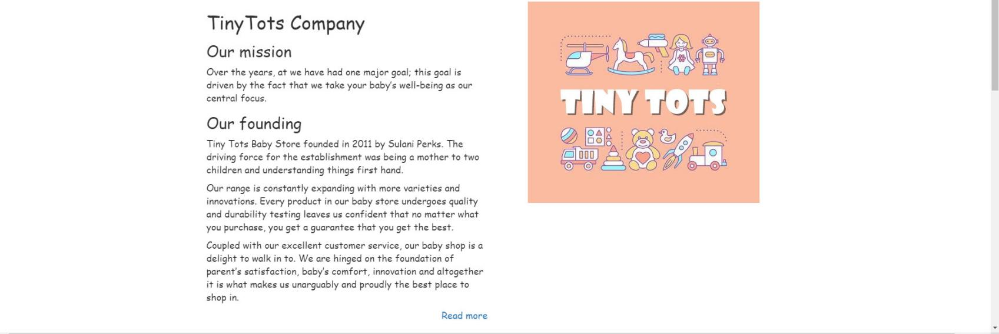 TinyTots Company
Our mission
Over the years, at we have had one major goal; this goal is
driven by the fact that we take your baby's well-being as our
central focus.
Our founding
Tiny Tots Baby Store founded in 2011 by Sulani Perks. The
driving force for the establishment was being a mother to two
children and understanding things first hand.
Our range is constantly expanding with more varieties and
innovations. Every product in our baby store undergoes quality
and durability testing leaves us confident that no matter what
you purchase, you get a guarantee that you get the best.
Coupled with our excellent customer service, our baby shop is a
delight to walk in to. We are hinged on the foundation of
parent's satisfaction, baby's comfort, innovation and altogether
it is what makes us unarguably and proudly the best place to
shop in.
Read more
TINY TOTS